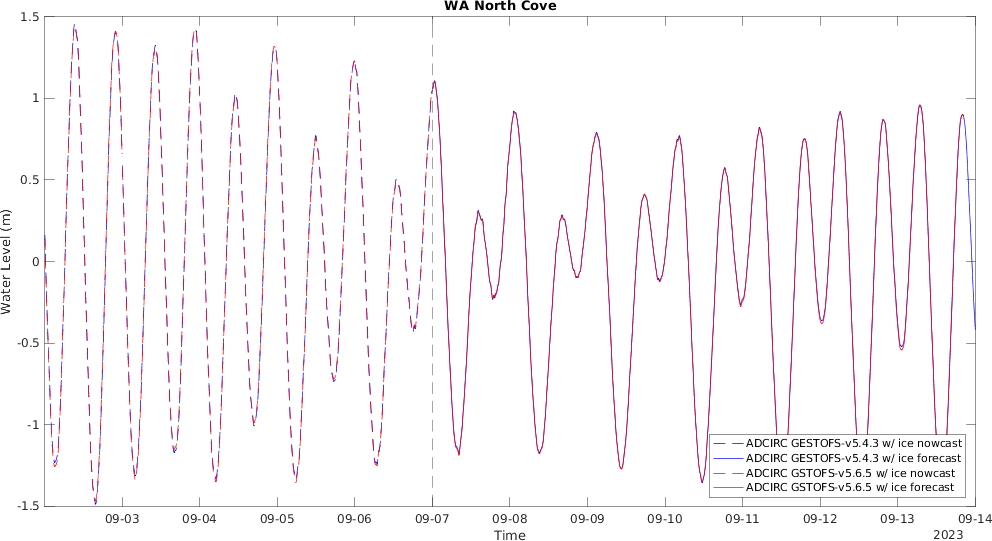 WA North Cove
1.5
1
0.5
0
-0.5
-1
-1.5
Water Level (m)
ADCIRC GESTOFS-v5.4.3 w/ ice nowcast
ADCIRC GESTOFS-v5.4.3 w/ ice forecast
ADCIRC GSTOFS-v5.6.5 w/ ice nowcast
ADCIRC GSTOFS-v5.6.5 w/ ice forecast
09-03 09-04 09-05 09-06 09-07 09-08 09-09 09-10 09-11 09-12 09-13 09-14
Time
2023